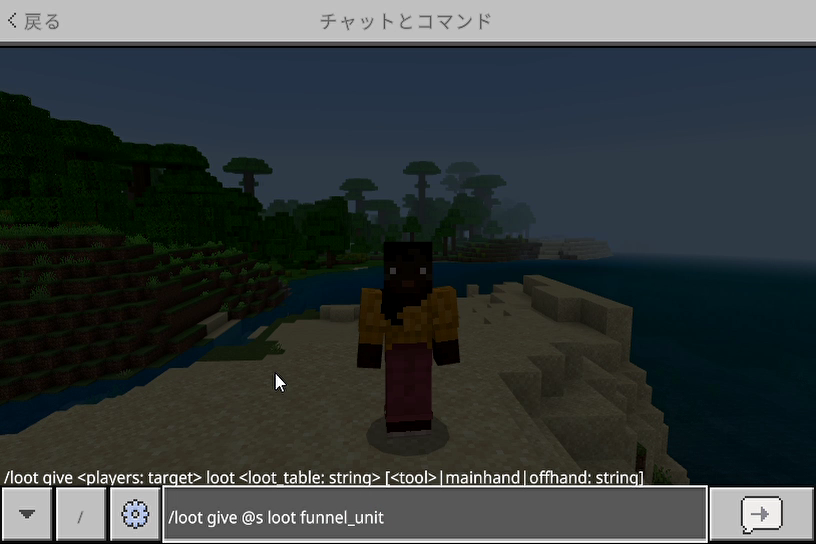 戻る
チャットとコマンド
/loot give <players: target> loot <loot_table: string> [<tool>|mainhand|offhand: string]
/
/loot give @s loot funnel_unit